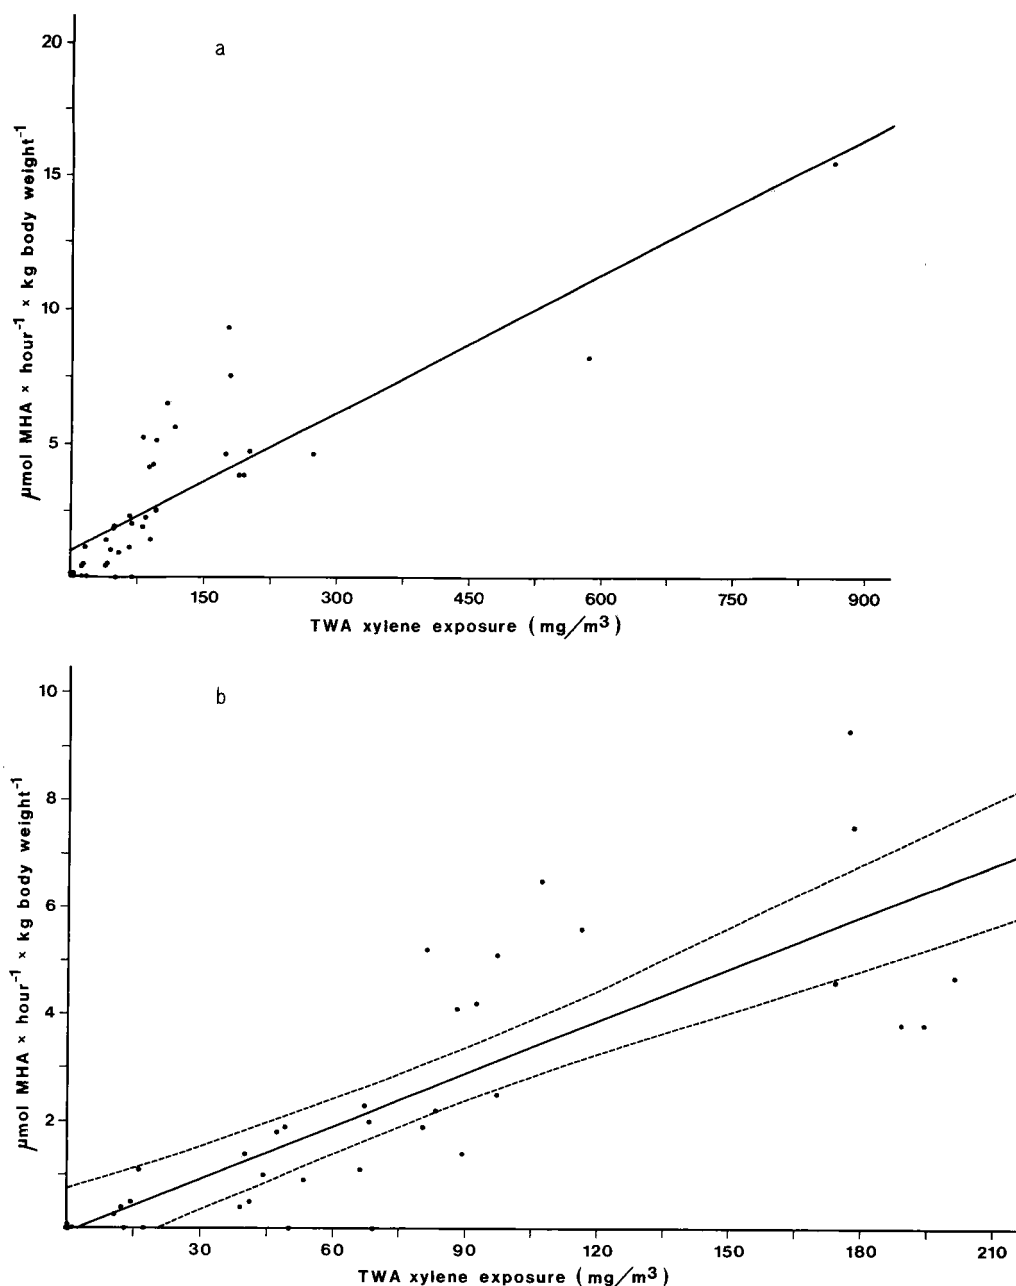 a
20
15
10
5
μmol MHA × hour⁻¹ × kg body weight⁻¹
150 300 450 600 750 900
TWA xylene exposure (mg/m³)
b
10
8
6
4
2
μmol MHA × hour⁻¹ × kg body weight⁻¹
30 60 90 120 150 180 210
TWA xylene exposure (mg/m³)